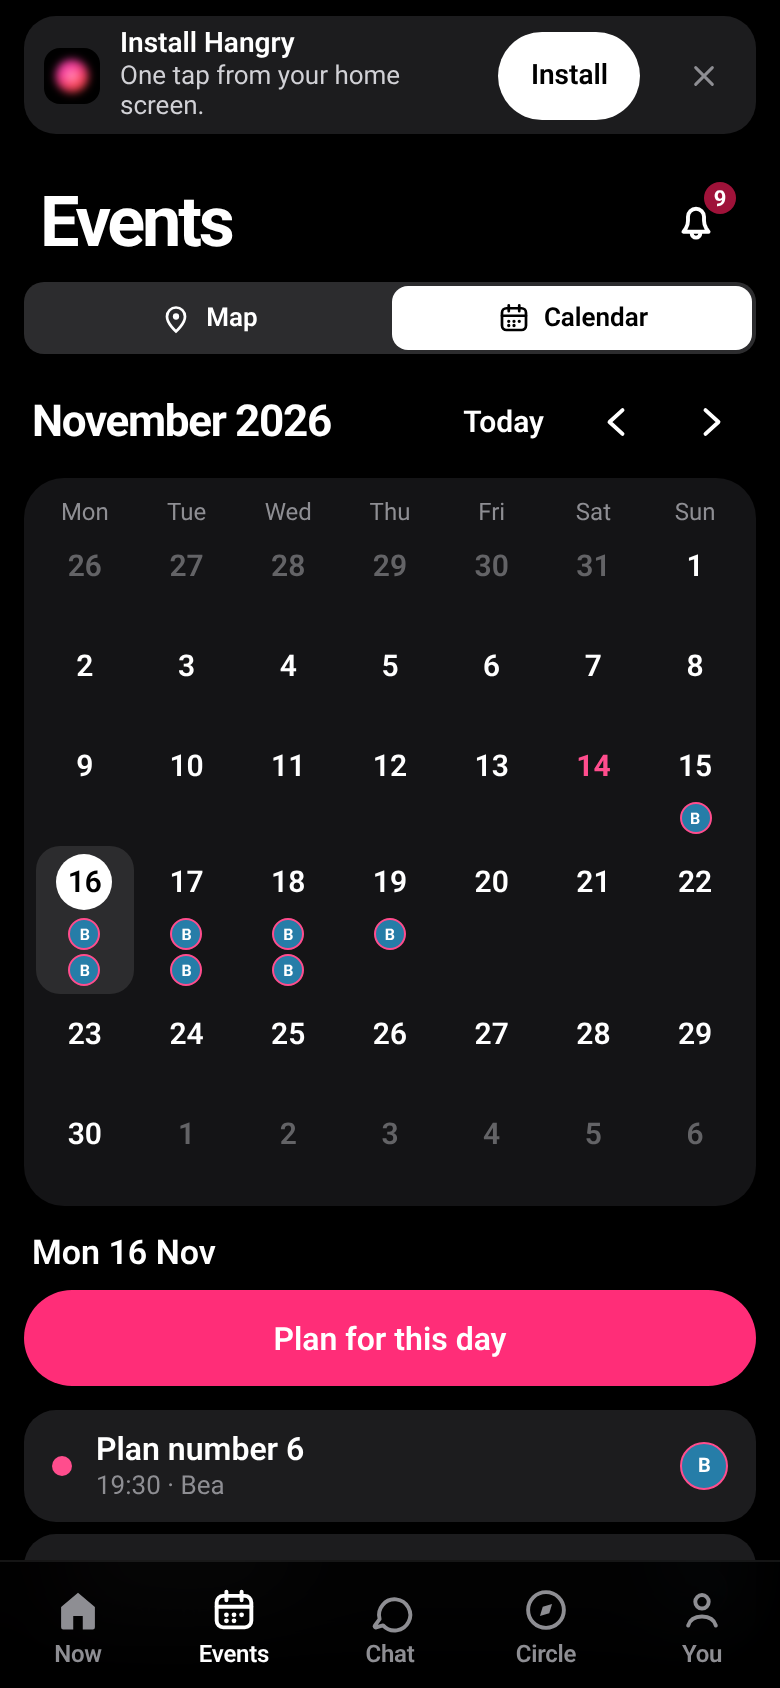 Install Hangry
One tap from your home
screen.
Install
Events
9
Map
Calendar
November 2026
Today
Mon Tue Wed Thu Fri Sat Sun
26 27 28 29 30 31 1
2 3 4 5 6 7 8
9 10 11 12 13 14 15
B
16 17 18 19 20 21 22
B B B B
B B B
23 24 25 26 27 28 29
30 1 2 3 4 5 6
Mon 16 Nov
Plan for this day
Plan number 6
19:30 · Bea
B
Now Events Chat Circle You